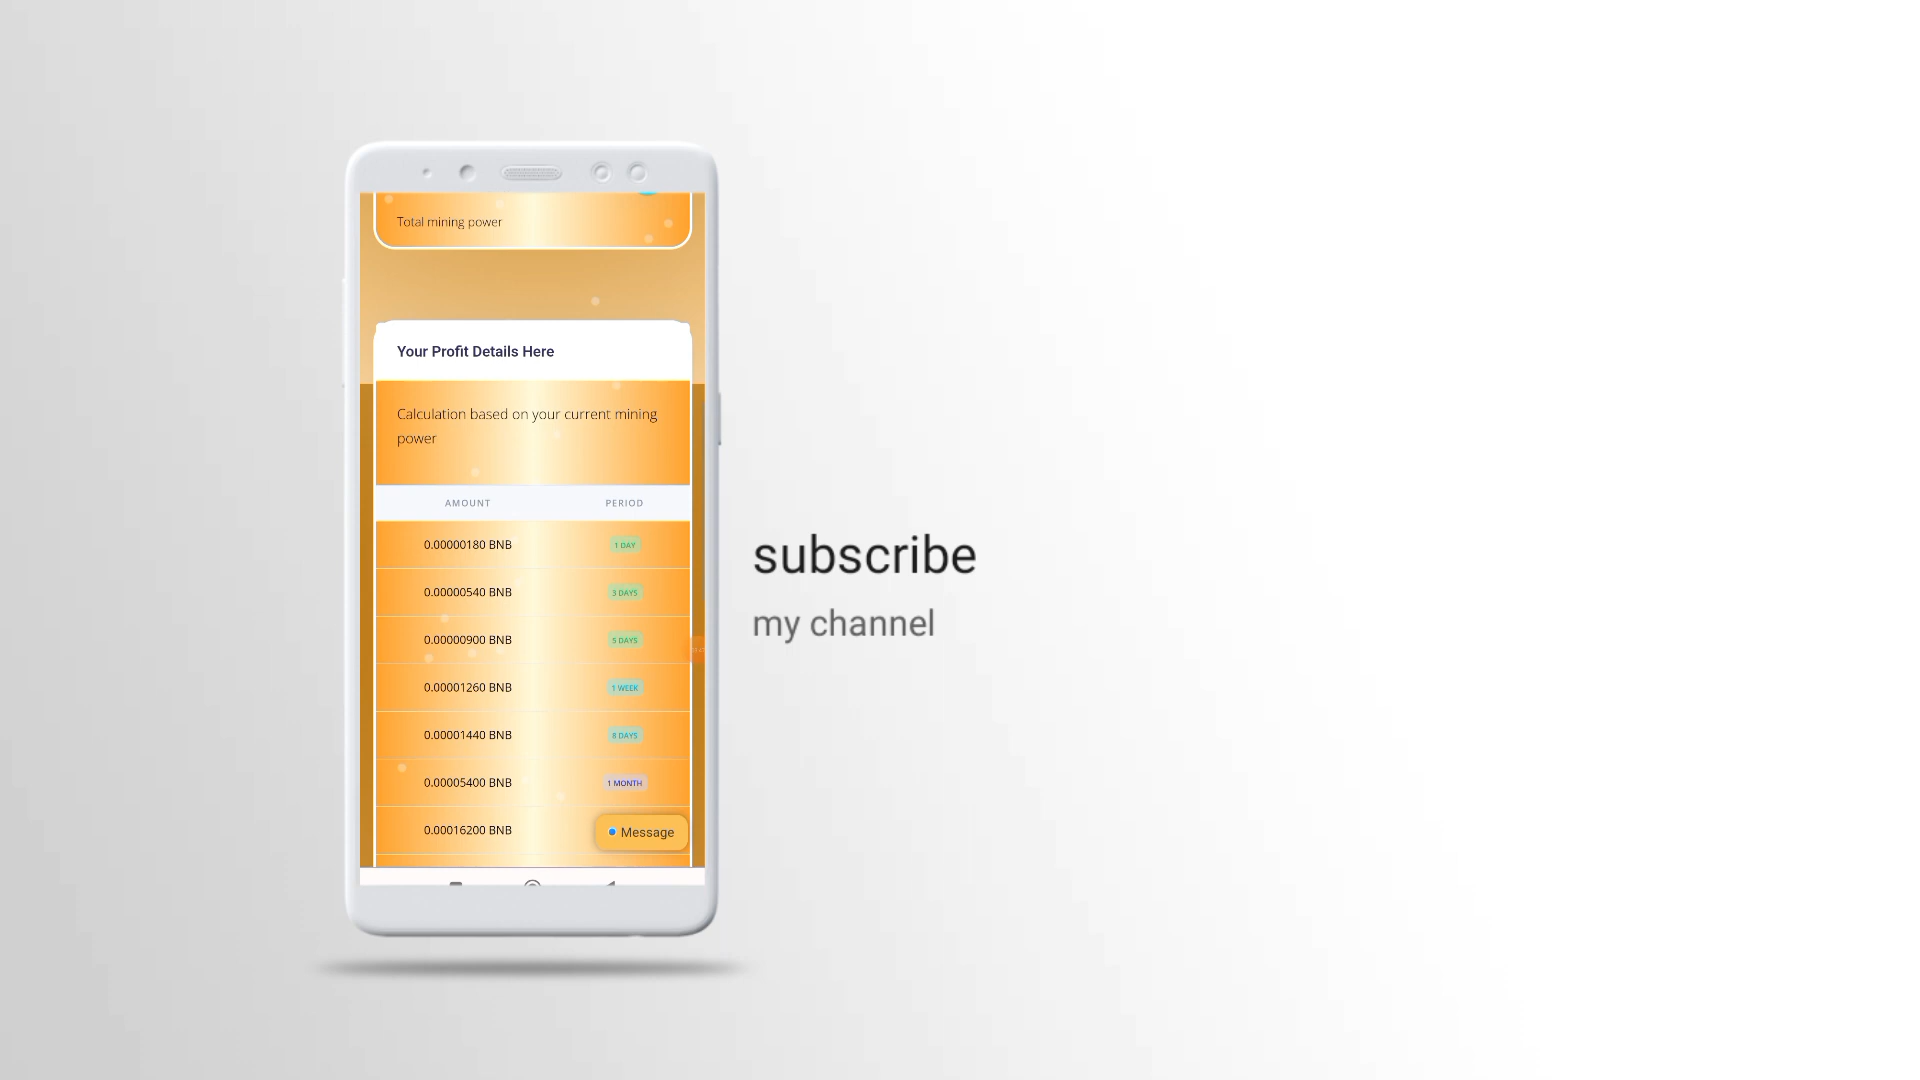 Total mining power
Your Profit Details Here
Calculation based on your current mining
power
AMOUNT PERIOD
0.00000180 BNB 1 DAY
0.00000540 BNB 3 DAYS
0.00000900 BNB 5 DAYS
0.00001260 BNB 1 WEEK
0.00001440 BNB 8 DAYS
0.00005400 BNB 1 MONTH
0.00016200 BNB
Message
subscribe
my channel